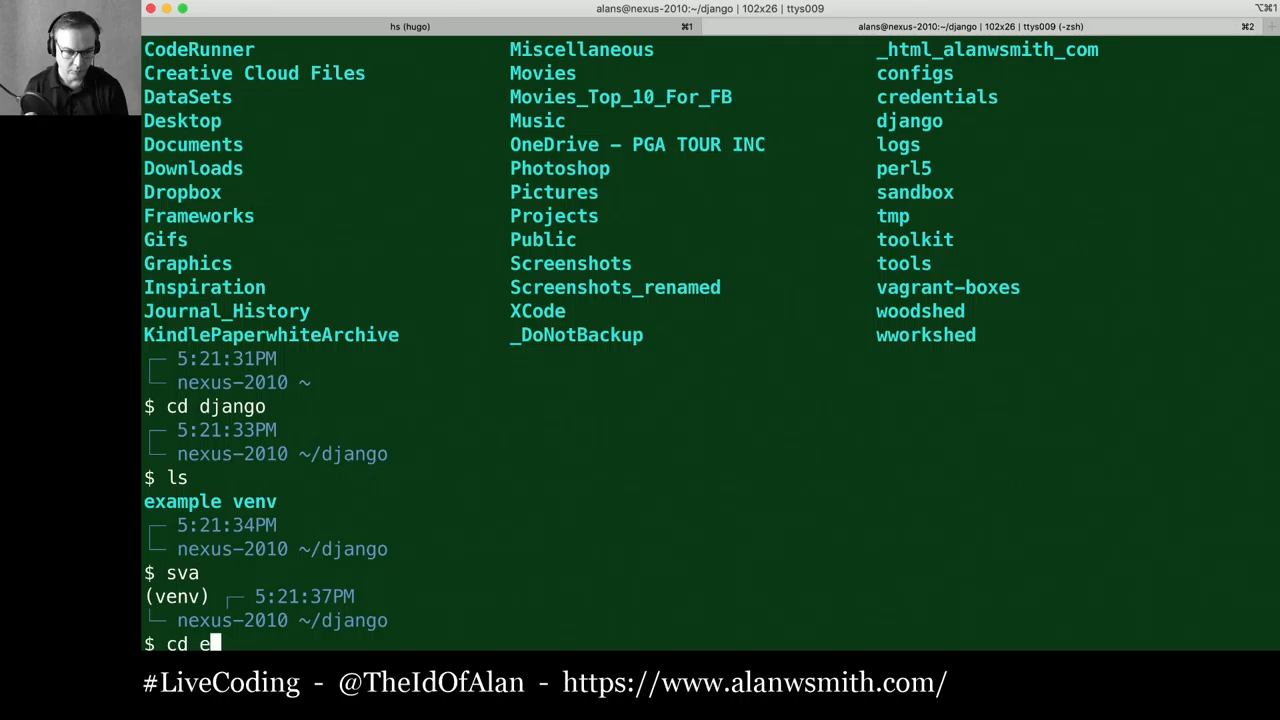 alans@nexus-2010:~/django | 102x26 | ttys009
⌥⌘1
hs (hugo) ⌘1 alans@nexus-2010:~/django | 102x26 | ttys009 (-zsh) ⌘2
CodeRunner Miscellaneous _html_alanwsmith_com
Creative Cloud Files Movies configs
DataSets Movies_Top_10_For_FB credentials
Desktop Music django
Documents OneDrive - PGA TOUR INC logs
Downloads Photoshop perl5
Dropbox Pictures sandbox
Frameworks Projects tmp
Gifs Public toolkit
Graphics Screenshots tools
Inspiration Screenshots_renamed vagrant-boxes
Journal_History XCode woodshed
KindlePaperwhiteArchive _DoNotBackup wworkshed
┌─ 5:21:31PM
└─ nexus-2010 ~
$ cd django
┌─ 5:21:33PM
└─ nexus-2010 ~/django
$ ls
example venv
┌─ 5:21:34PM
└─ nexus-2010 ~/django
$ sva
(venv) ┌─ 5:21:37PM
└─ nexus-2010 ~/django
$ cd e
#LiveCoding - @TheIdOfAlan - https://www.alanwsmith.com/